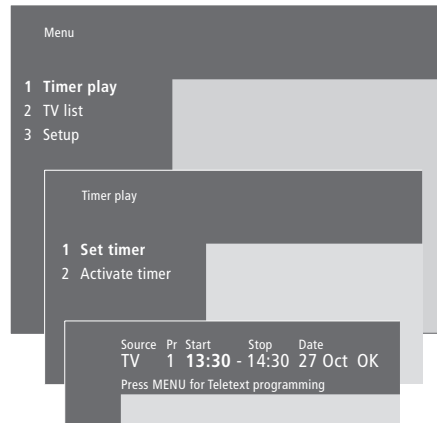 Menu
1 Timer play
2 TV list
3 Setup
Timer play
1 Set timer
2 Activate timer
Source Pr Start Stop Date
TV 1 13:30 - 14:30 27 Oct OK
Press MENU for Teletext programming